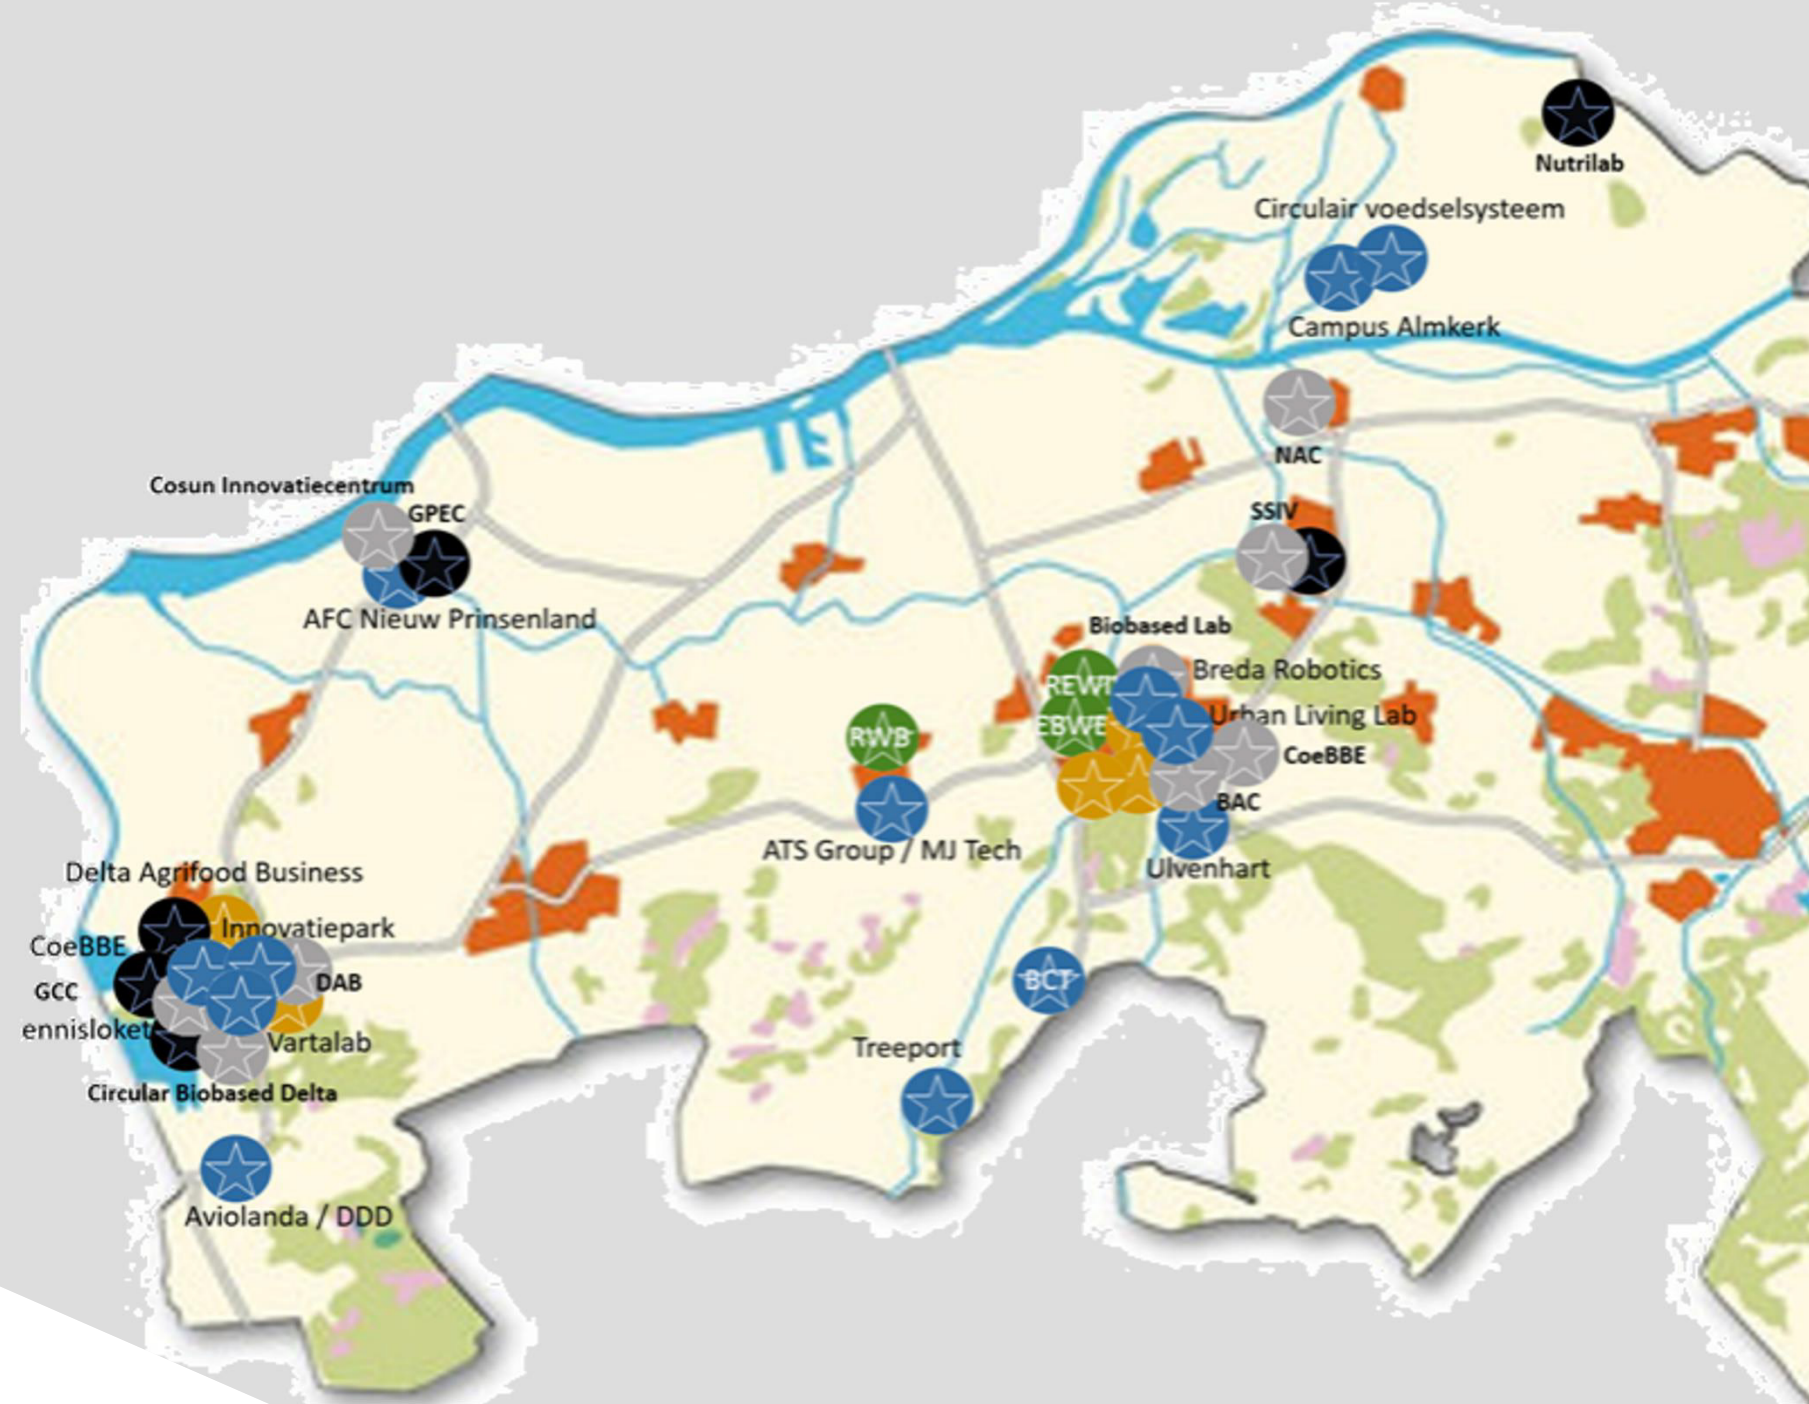 Nutrilab
Circulair voedselsysteem
Campus Almkerk
NAC
Cosun Innovatiecentrum
GPEC
SSIV
AFC Nieuw Prinsenland
Biobased Lab
REWI
Breda Robotics
EBWE
Urban Living Lab
RWB
CoeBBE
BAC
ATS Group / MJ Tech
Ulvenhart
Delta Agrifood Business
Innovatiepark
CoeBBE
DAB
GCC
BCT
ennisloket
Vartalab
Treeport
Circular Biobased Delta
Aviolanda / DDD